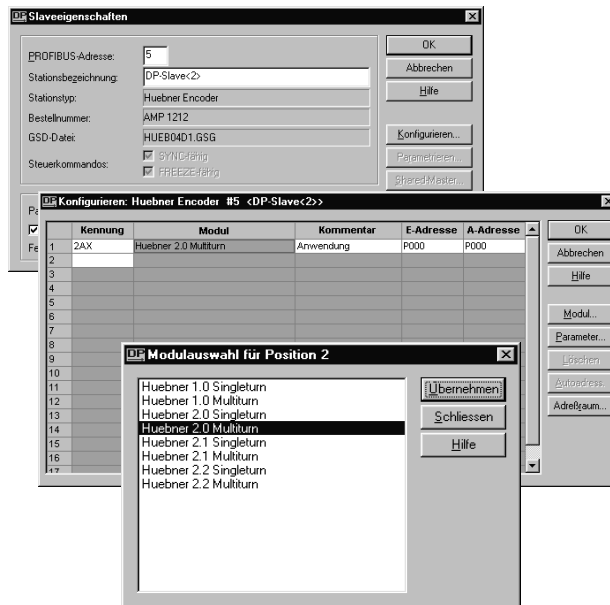 DP Slaveeigenschaften
PROFIBUS-Adresse: 5
Stationsbezeichnung: DP-Slave<2>
Stationstyp: Huebner Encoder
Bestellnummer: AMP 1212
GSD-Datei: HUEB04D1.GSG
Steuerkommandos: SYNC-fähig
FREEZE-fähig
OK
Abbrechen
Hilfe
Konfigurieren...
Parametrieren...
Shared-Master...
Pa
Fe
DP Konfigurieren: Huebner Encoder #5 <DP-Slave<2>>
Kennung Modul Kommentar E-Adresse A-Adresse
1 2AX Huebner 2.0 Multiturn Anwendung P000 P000
2
3
4
5
6
7
8
9
10
11
12
13
14
15
16
17
OK
Abbrechen
Hilfe
Modul...
Parameter...
Löschen
Autoadress.
Adreßraum...
DP Modulauswahl für Position 2
Huebner 1.0 Singleturn
Huebner 1.0 Multiturn
Huebner 2.0 Singleturn
Huebner 2.0 Multiturn
Huebner 2.1 Singleturn
Huebner 2.1 Multiturn
Huebner 2.2 Singleturn
Huebner 2.2 Multiturn
Übernehmen
Schliessen
Hilfe